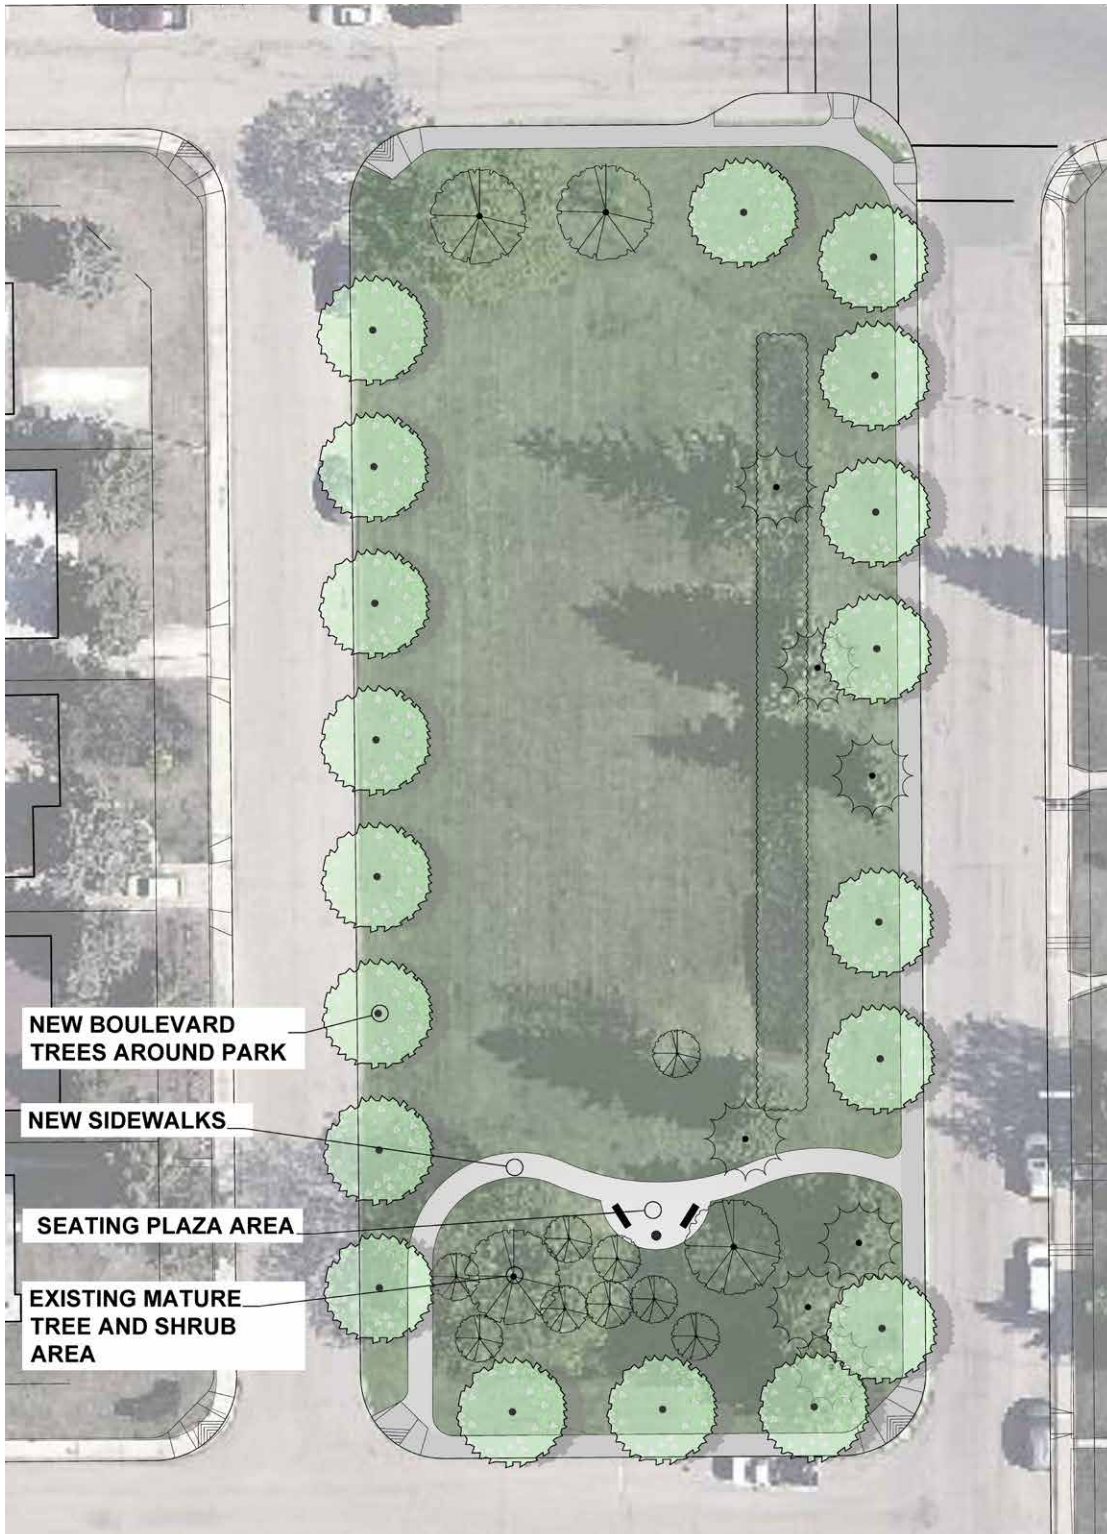 NEW BOULEVARD
TREES AROUND PARK
NEW SIDEWALKS
SEATING PLAZA AREA
EXISTING MATURE
TREE AND SHRUB
AREA